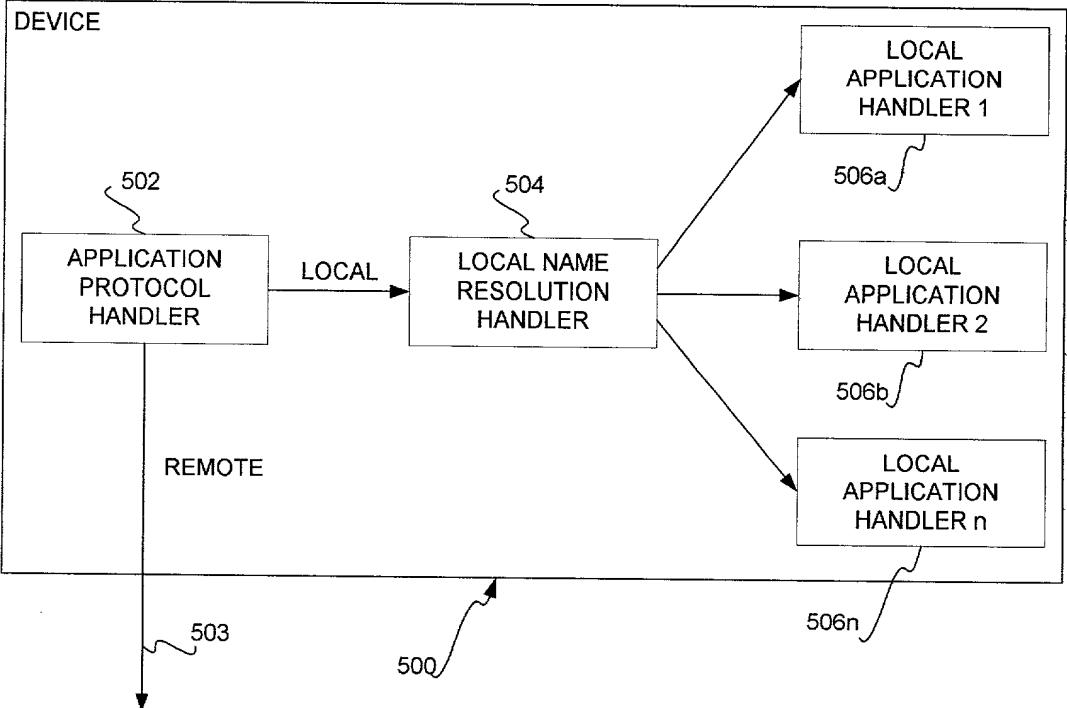 DEVICE
LOCAL
APPLICATION
HANDLER 1
506a
502
504
APPLICATION
PROTOCOL
HANDLER
LOCAL
LOCAL NAME
RESOLUTION
HANDLER
LOCAL
APPLICATION
HANDLER 2
506b
REMOTE
LOCAL
APPLICATION
HANDLER n
503
500
506n